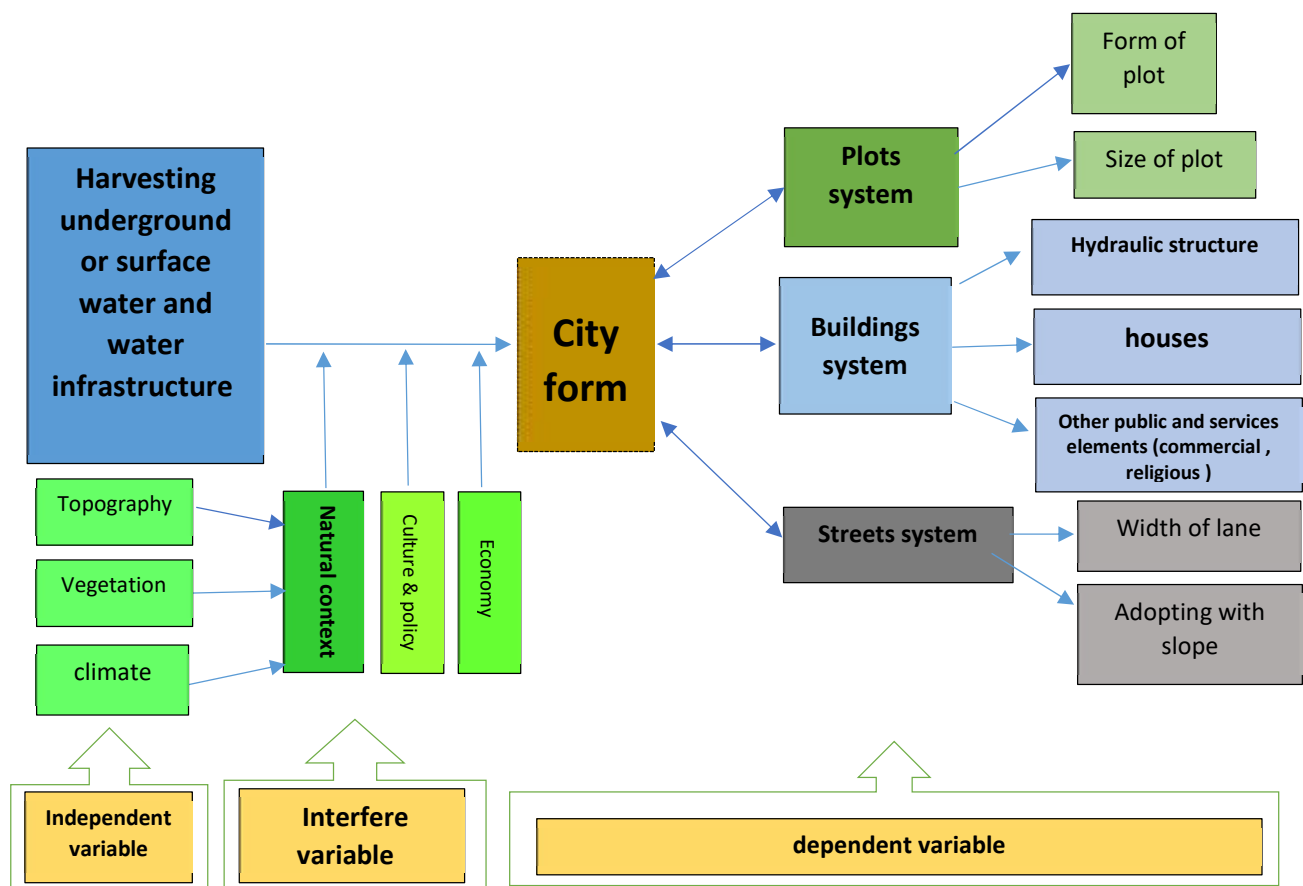 Harvesting
underground
or surface
water and
water
infrastructure
Topography
Vegetation
climate
Natural context
Culture & policy
Economy
City
form
Plots
system
Form of
plot
Size of plot
Buildings
system
Hydraulic structure
houses
Other public and services
elements (commercial ,
religious )
Streets system
Width of lane
Adopting with
slope
Independent
variable
Interfere
variable
dependent variable